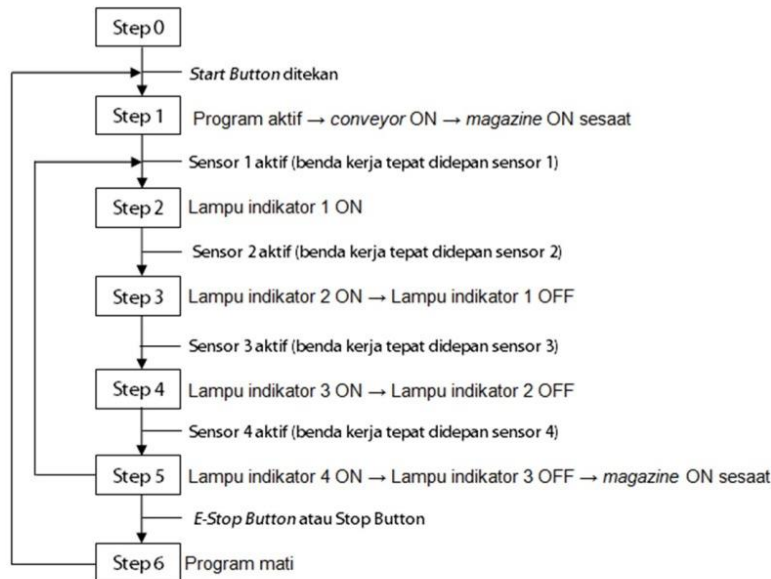 Step 0
Start Button ditekan
Step 1 Program aktif → conveyor ON → magazine ON sesaat
Sensor 1 aktif (benda kerja tepat didepan sensor 1)
Step 2 Lampu indikator 1 ON
Sensor 2 aktif (benda kerja tepat didepan sensor 2)
Step 3 Lampu indikator 2 ON → Lampu indikator 1 OFF
Sensor 3 aktif (benda kerja tepat didepan sensor 3)
Step 4 Lampu indikator 3 ON → Lampu indikator 2 OFF
Sensor 4 aktif (benda kerja tepat didepan sensor 4)
Step 5 Lampu indikator 4 ON → Lampu indikator 3 OFF → magazine ON sesaat
E-Stop Button atau Stop Button
Step 6 Program mati